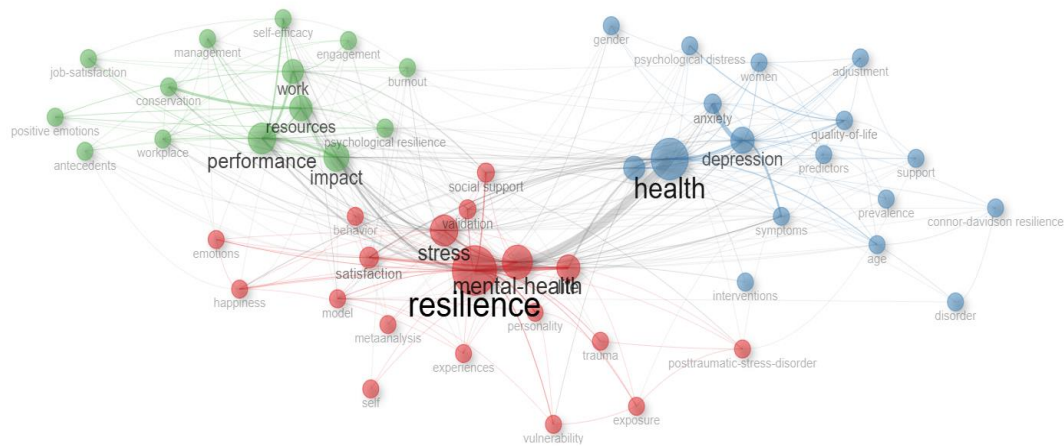 self-efficacy
gender
management
engagement
psychological distress
women
job-satisfaction
burnout
adjustment
work
conservation
resources
anxiety
positive emotions
psychological resilience
quality-of-life
antecedents
workplace
performance
impact
depression
predictors
support
social support
health
prevalence
validation
connor-davidson resilience
behavior
symptoms
emotions
stress
age
satisfaction
mental-health
happiness
model
resilience
interventions
disorder
personality
metaanalysis
experiences
trauma
posttraumatic-stress-disorder
self
exposure
vulnerability